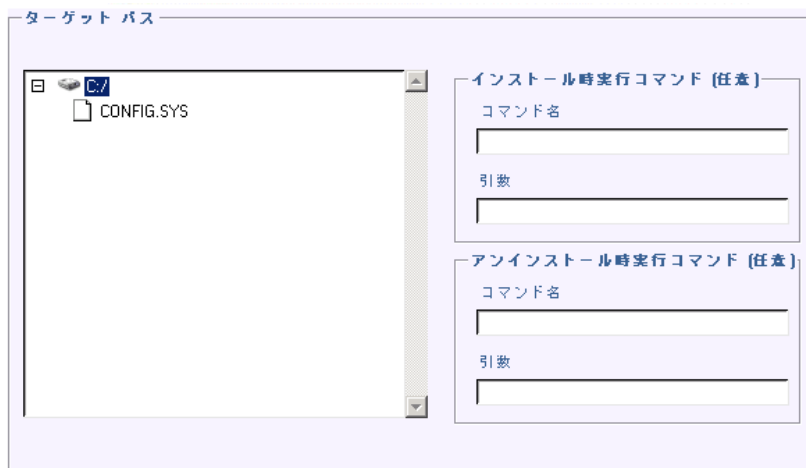 ターゲット パス
C:/
CONFIG.SYS
インストール時実行コマンド (任意)
コマンド名
引数
アンインストール時実行コマンド (任意)
コマンド名
引数